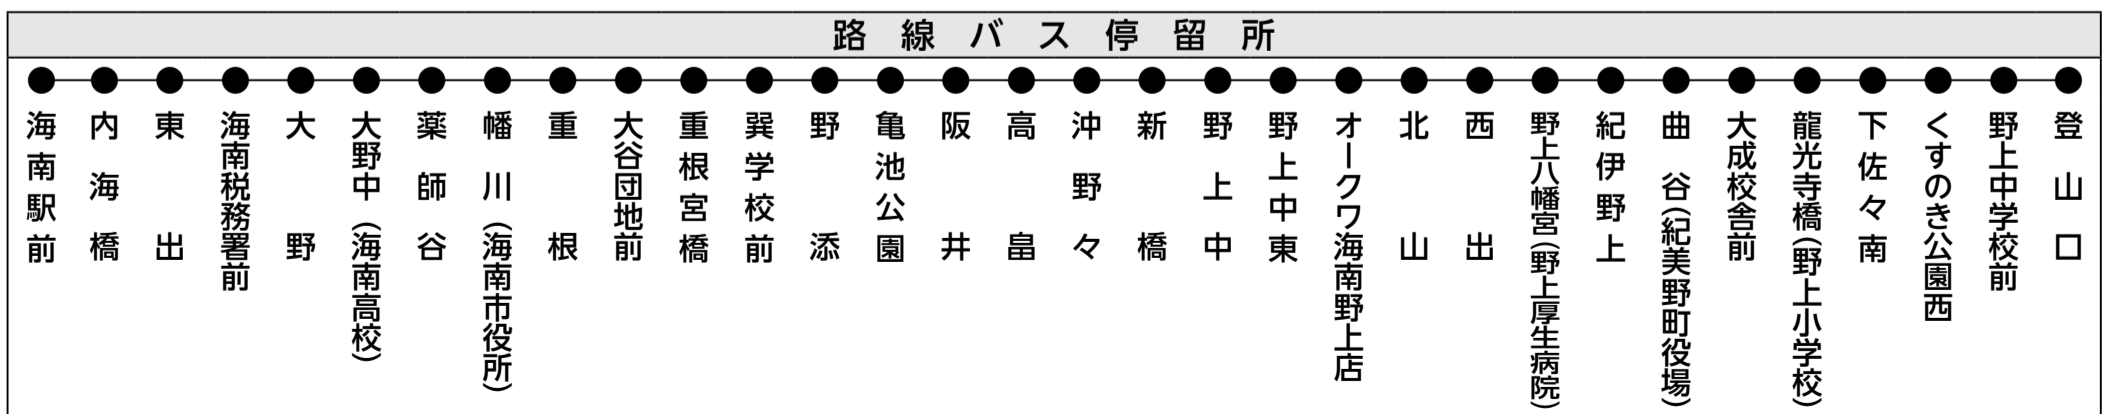 路線バス停留所
海南駅前
内海橋
東出
海南税務署前
大野
大野中（海南高校）
薬師谷
幡川（海南市役所）
重根
大谷団地前
重根宮橋
巽学校前
野添
亀池公園
阪井
高畠
沖野々
新橋
野上中
野上中東
オークワ海南野上店
北山
西出
野上八幡宮（野上厚生病院）
紀伊野上
曲谷（紀美野町役場）
大成校舎前
龍光寺橋（野上小学校）
下佐々南
くすのき公園西
野上中学校前
登山口